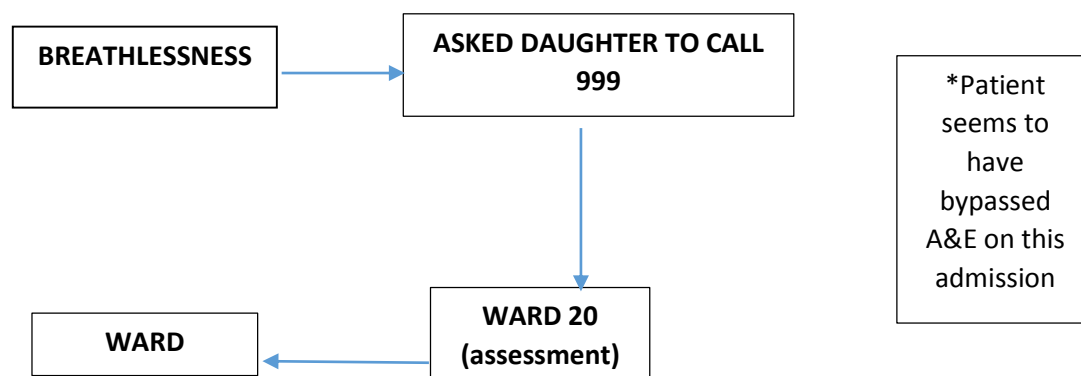 BREATHLESSNESS
ASKED DAUGHTER TO CALL
999
*Patient
seems to
have
bypassed
A&E on this
admission
WARD 20
(assessment)
WARD